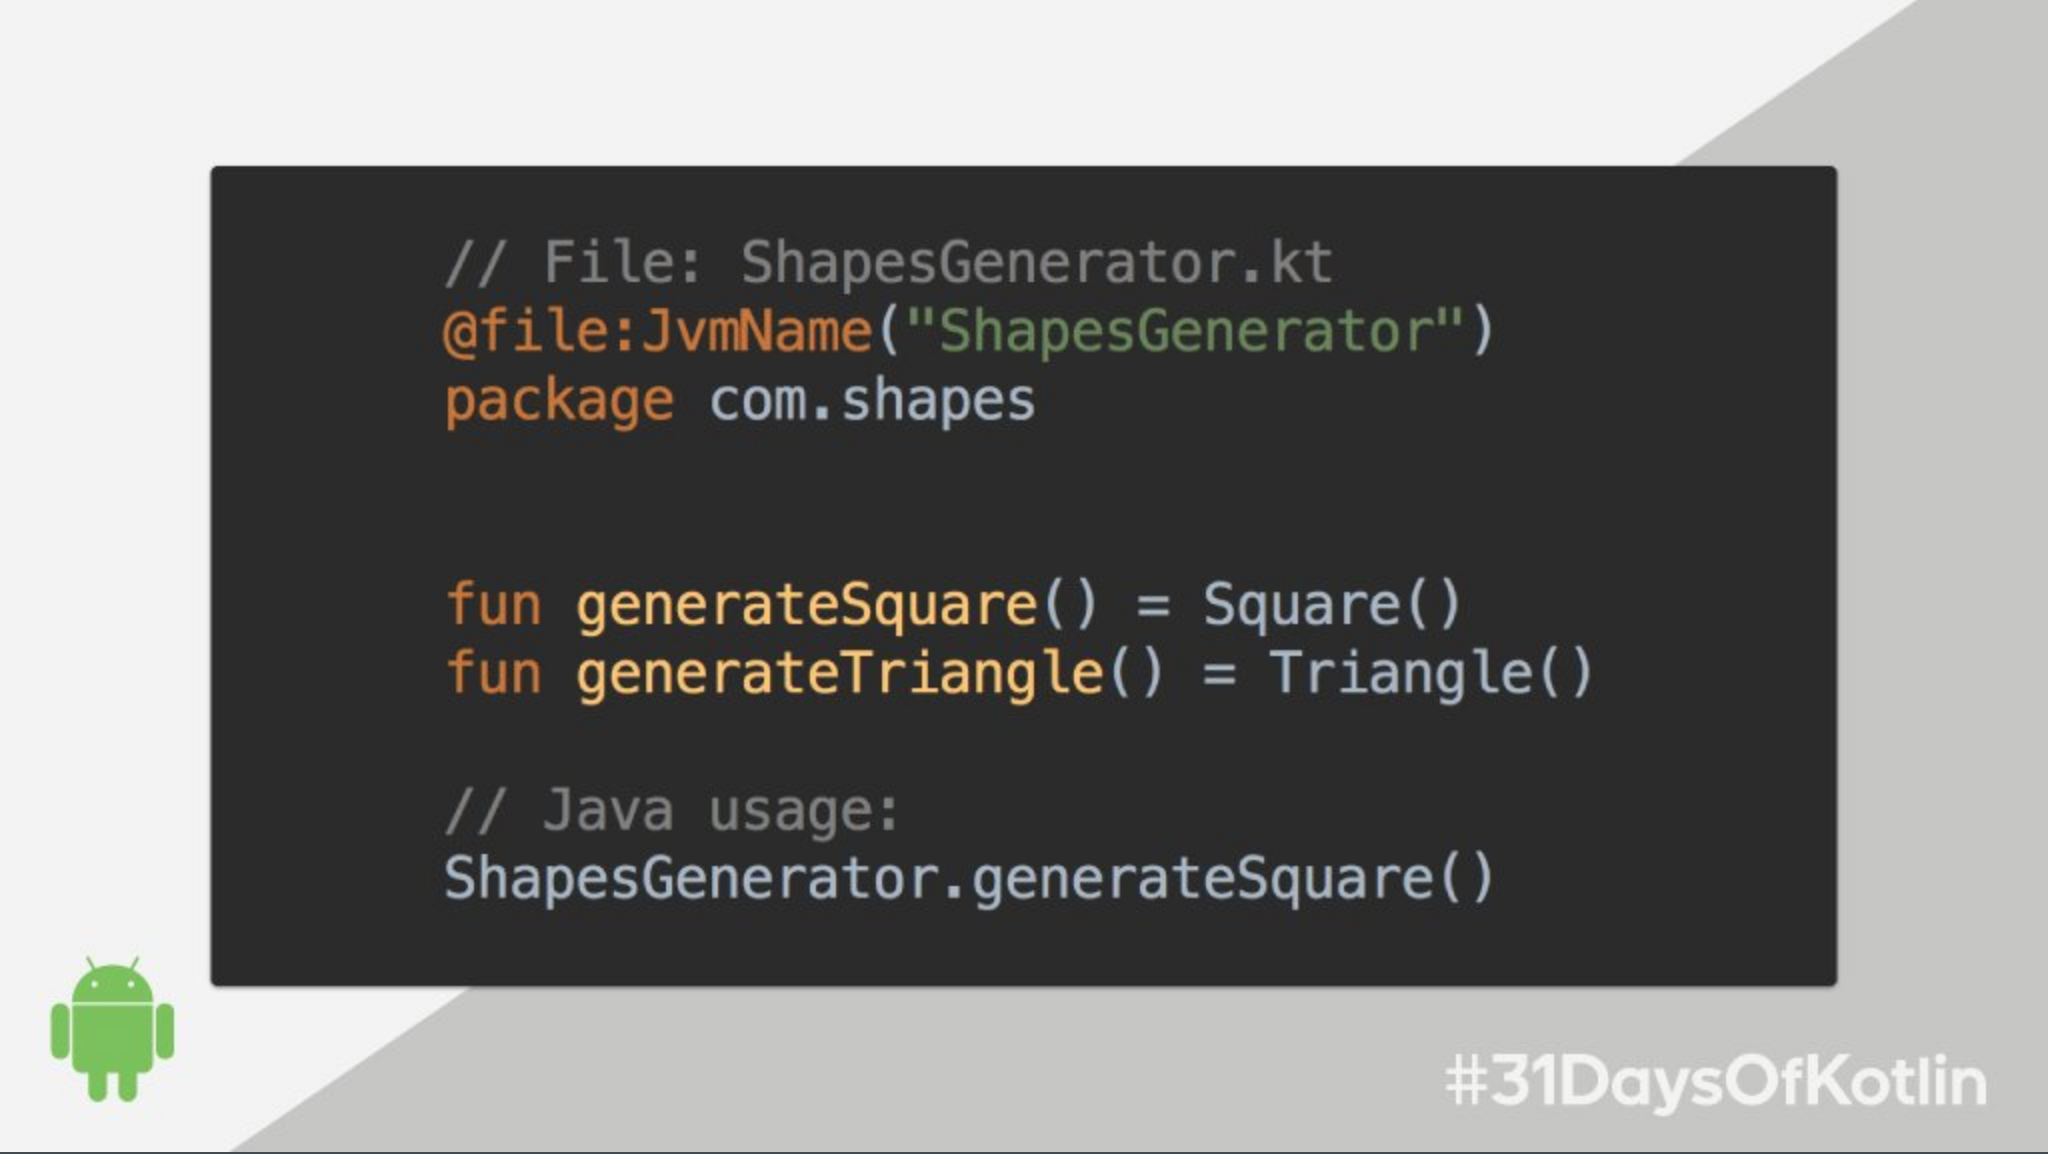 // File: ShapesGenerator.kt
@file:JvmName("ShapesGenerator")
package com.shapes
fun generateSquare() = Square()
fun generateTriangle() = Triangle()
// Java usage:
ShapesGenerator.generateSquare()
#31DaysOfKotlin